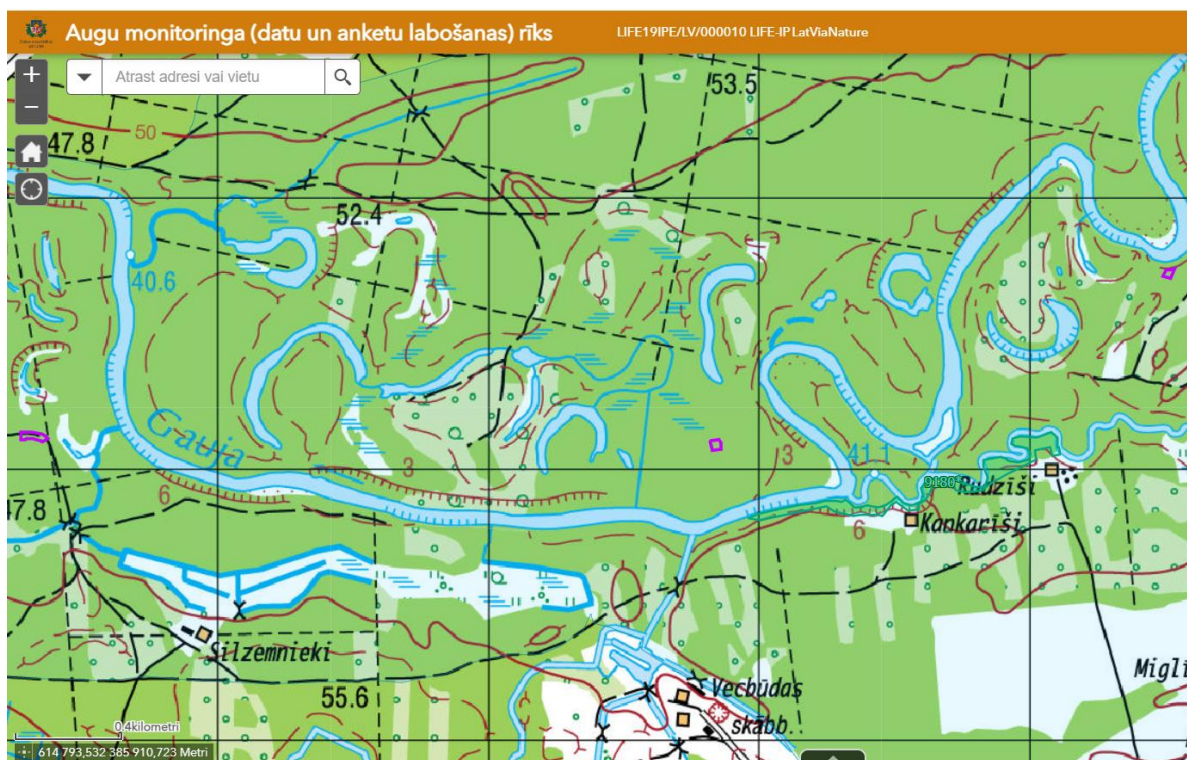 Augu monitoringa (datu un anketu labošanas) rīks
LIFE19IPE/LV/000010 LIFE-IP LatViaNature
+
Atrast adresi vai vietu
−
53.5
50
47.8
52.4
40.6
Gauja
3
3
41.1
6
9180*
Rudziši
47.8
6
Kankariši
Silzemnieki
55.6
Migli
Vecbūdas
skābb.
0,4kilometri
614 793,532 385 910,723 Metri